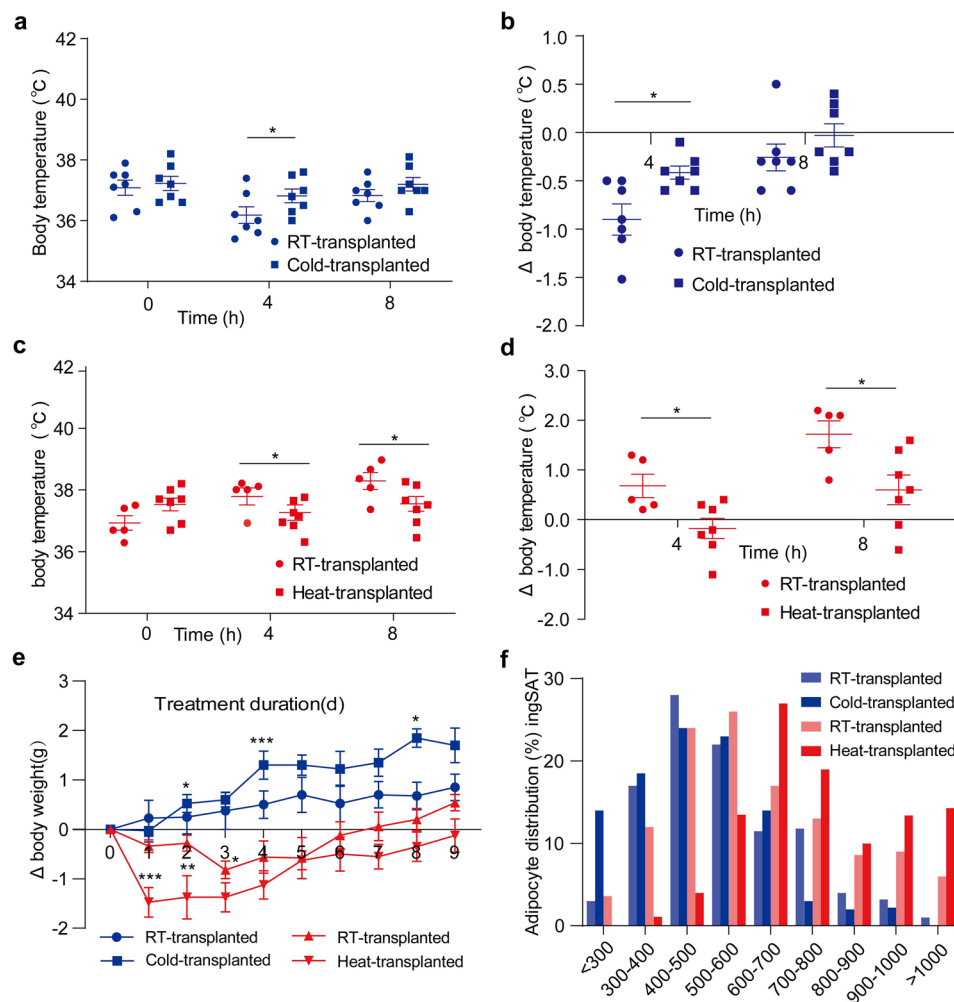 a
42
40
38
36
34
Body temperature (℃)
*
RT-transplanted
Cold-transplanted
0
4
8
Time (h)
b
1.0
0.5
0.0
-0.5
-1.0
-1.5
-2.0
Δ body temperature (℃)
*
4
8
Time (h)
RT-transplanted
Cold-transplanted
c
42
40
38
36
34
body temperature (℃)
*
*
RT-transplanted
Heat-transplanted
0
4
8
Time (h)
d
3.0
2.0
1.0
0.0
-1.0
-2.0
Δ body temperature (℃)
*
*
4
8
Time (h)
RT-transplanted
Heat-transplanted
e
3
2
1
0
-1
-2
Δ body weight(g)
Treatment duration(d)
*
***
*
0 1 2 3 4 5 6 7 8 9
***
**
*
RT-transplanted
Cold-transplanted
RT-transplanted
Heat-transplanted
f
30
20
10
0
Adipocyte distribution (%) ingSAT
RT-transplanted
Cold-transplanted
RT-transplanted
Heat-transplanted
<300
300-400
400-500
500-600
600-700
700-800
800-900
900-1000
>1000